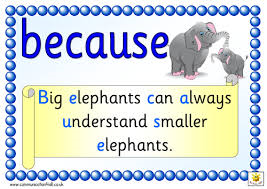 because
Big elephants can always
understand smaller
elephants.
www.communication4all.co.uk